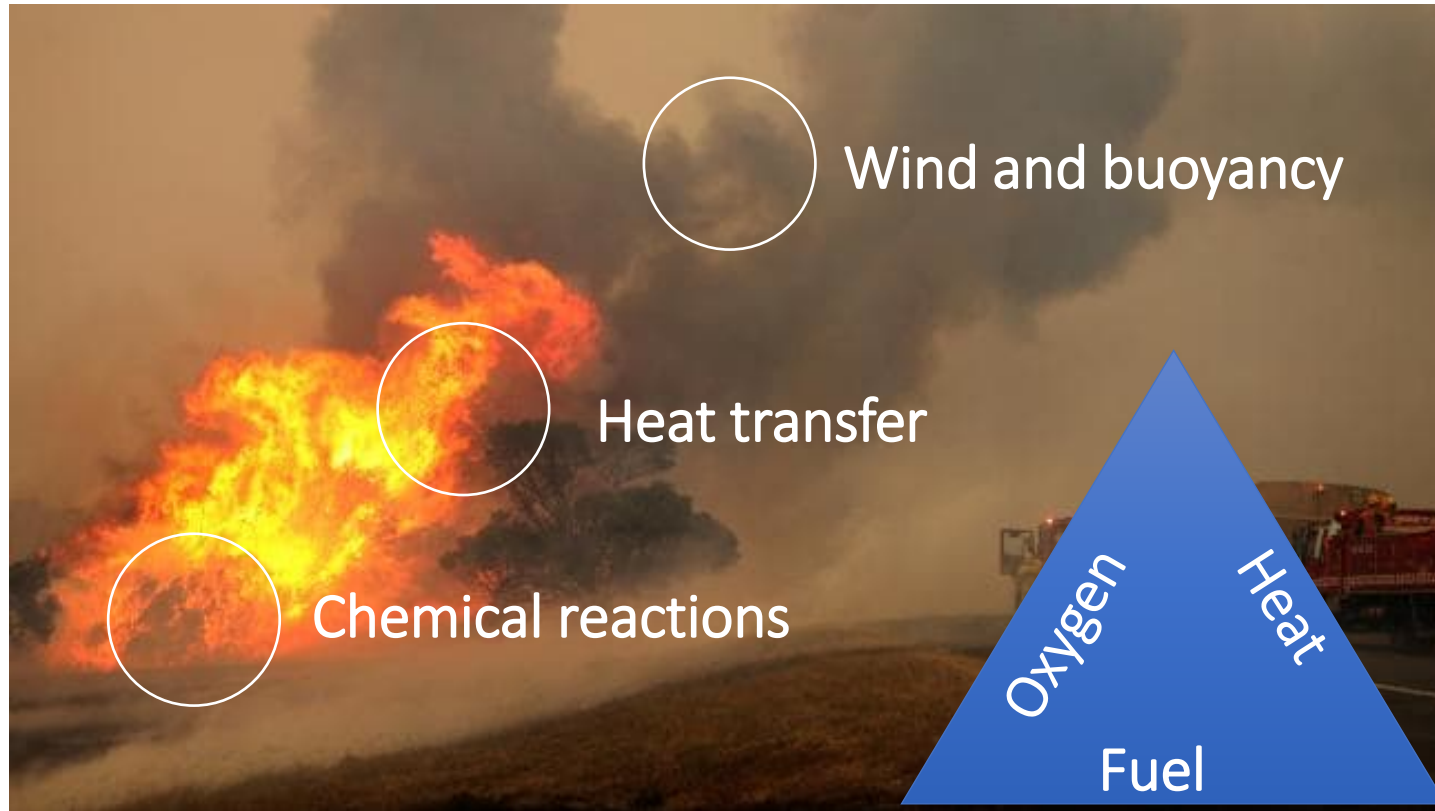 Wind and buoyancy
Heat transfer
Chemical reactions
Oxygen
Heat
Fuel